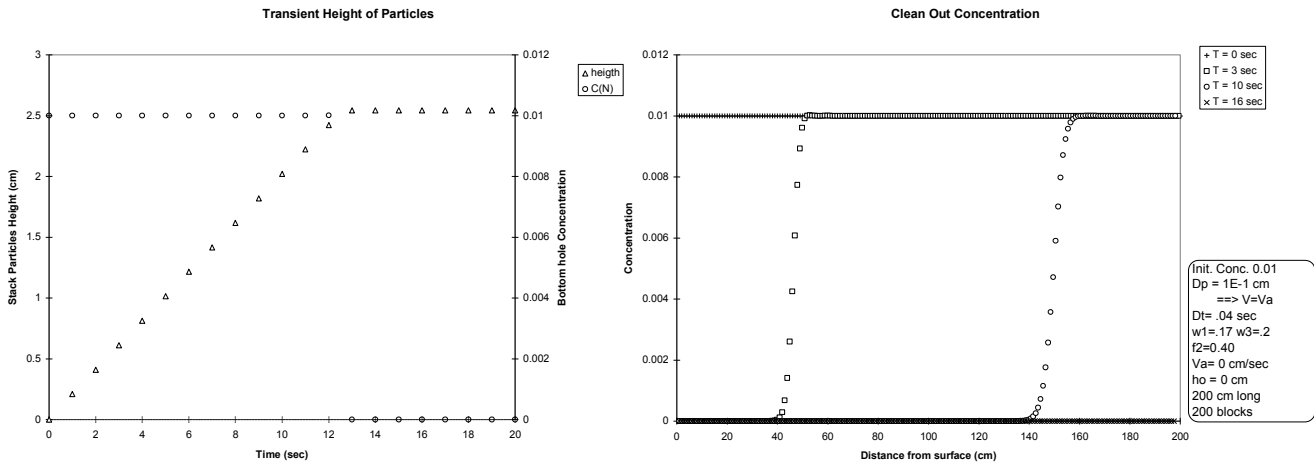 Transient Height of Particles
3
2.5
2
1.5
1
0.5
0
Stack Particles Height (cm)
0 2 4 6 8 10 12 14 16 18 20
Time (sec)
0.012
0.01
0.008
0.006
0.004
0.002
0
Bottom hole Concentration
heigth
C(N)
Clean Out Concentration
0.012
0.01
0.008
0.006
0.004
0.002
0
Concentration
0 20 40 60 80 100 120 140 160 180 200
Distance from surface (cm)
T = 0 sec
T = 3 sec
T = 10 sec
T = 16 sec
Init. Conc. 0.01
Dp = 1E-1 cm
==> V=Va
Dt= .04 sec
w1=.17 w3=.2
f2=0.40
Va= 0 cm/sec
ho = 0 cm
200 cm long
200 blocks